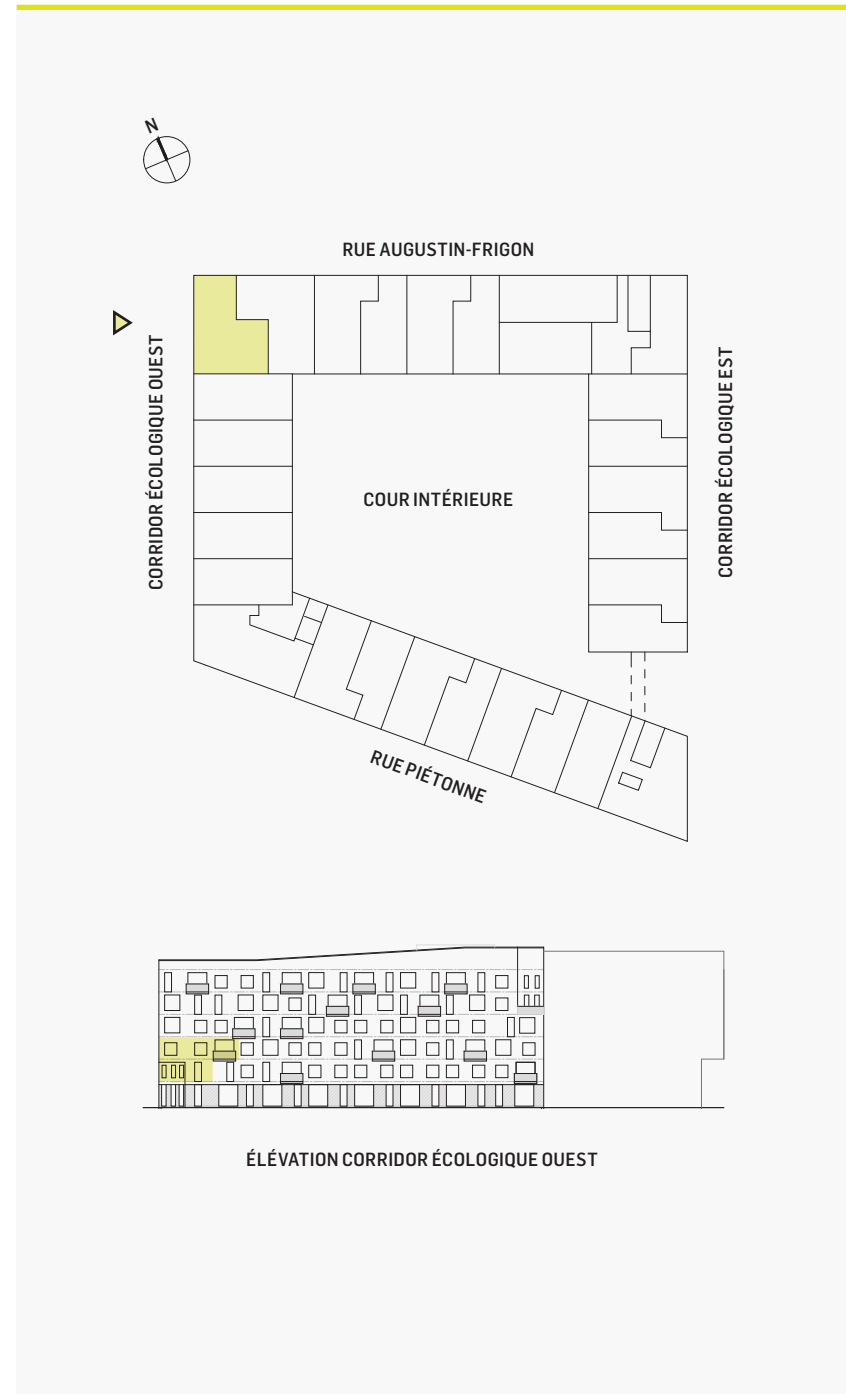 N
RUE AUGUSTIN-FRIGON
CORRIDOR ÉCOLOGIQUE OUEST
CORRIDOR ÉCOLOGIQUE EST
COUR INTÉRIEURE
RUE PIÉTONNE
ÉLÉVATION CORRIDOR ÉCOLOGIQUE OUEST